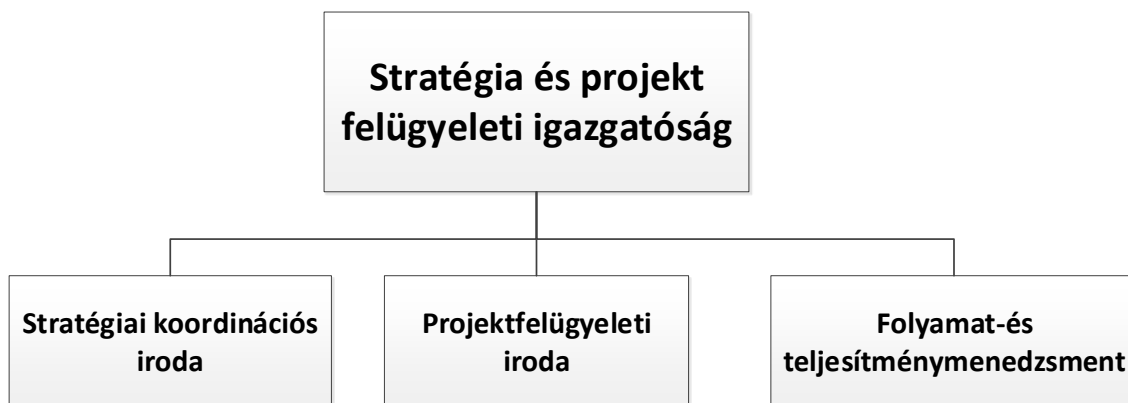 Stratégia és projekt
felügyeleti igazgatóság
Stratégiai koordinációs
iroda
Projektfelügyeleti
iroda
Folyamat-és
teljesítménymenedzsment